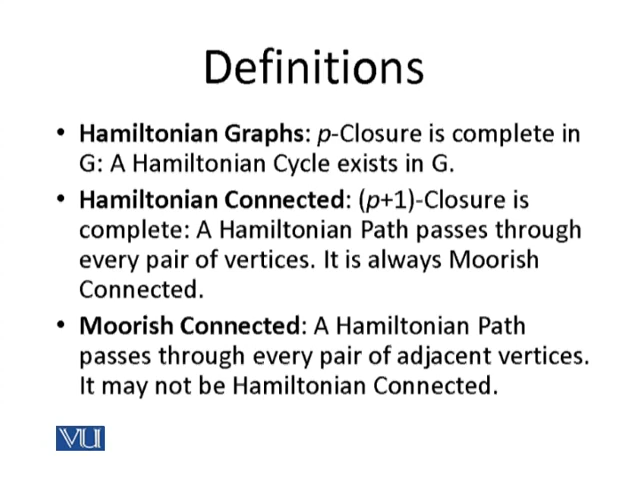 Definitions
• Hamiltonian Graphs: p-Closure is complete in
G: A Hamiltonian Cycle exists in G.
• Hamiltonian Connected: (p+1)-Closure is
complete: A Hamiltonian Path passes through
every pair of vertices. It is always Moorish
Connected.
• Moorish Connected: A Hamiltonian Path
passes through every pair of adjacent vertices.
It may not be Hamiltonian Connected.
VU